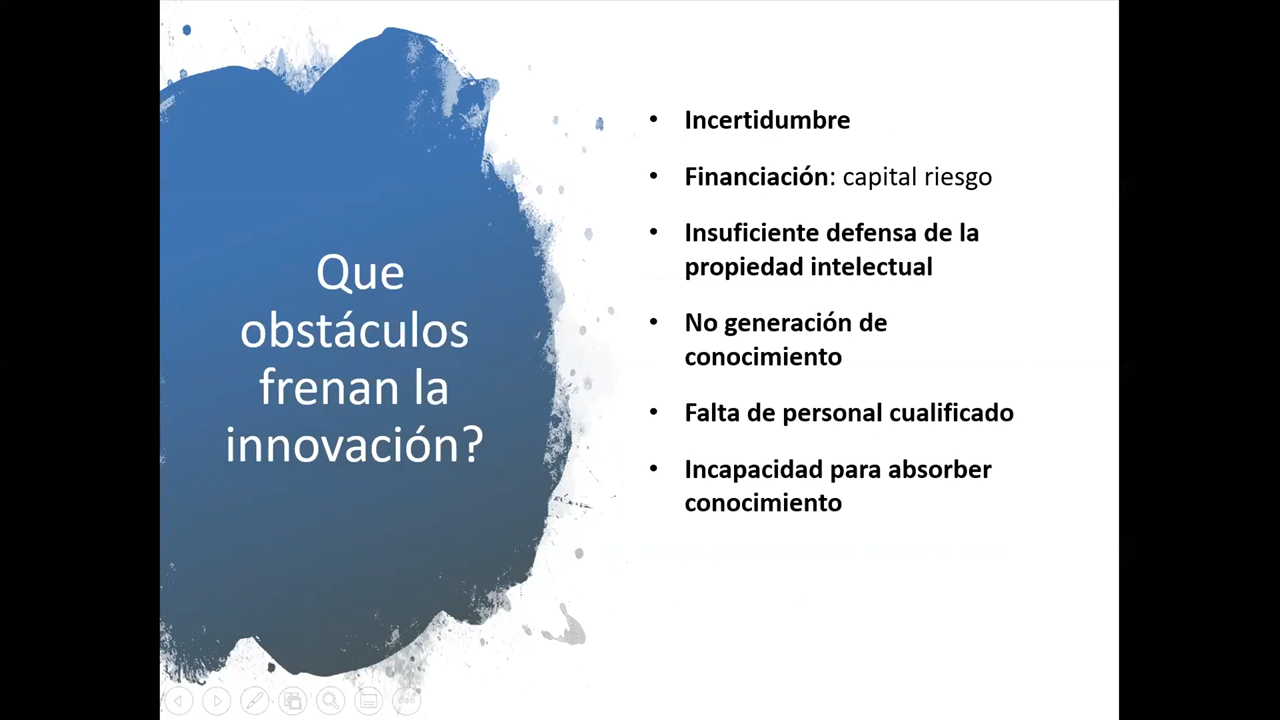 Que
obstáculos
frenan la
innovación?
• Incertidumbre
• Financiación: capital riesgo
• Insuficiente defensa de la
propiedad intelectual
• No generación de
conocimiento
• Falta de personal cualificado
• Incapacidad para absorber
conocimiento